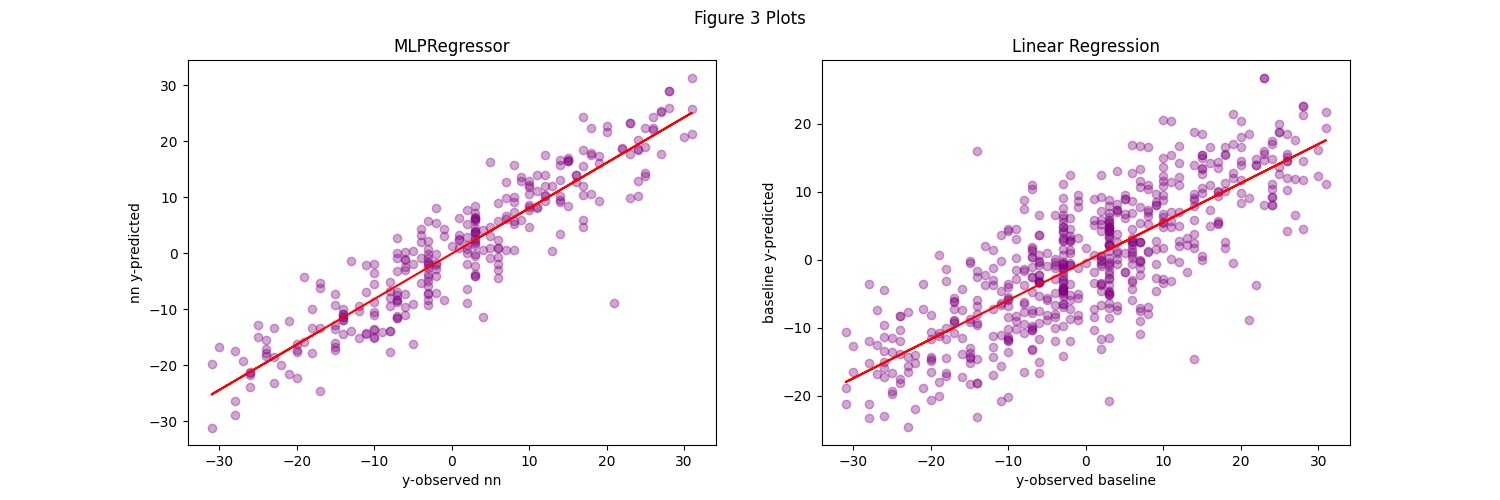 Figure 3 Plots
MLPRegressor
30
20
10
0
−10
−20
−30
nn y-predicted
−30 −20 −10 0 10 20 30
y-observed nn
Linear Regression
20
10
0
−10
−20
baseline y-predicted
−30 −20 −10 0 10 20 30
y-observed baseline